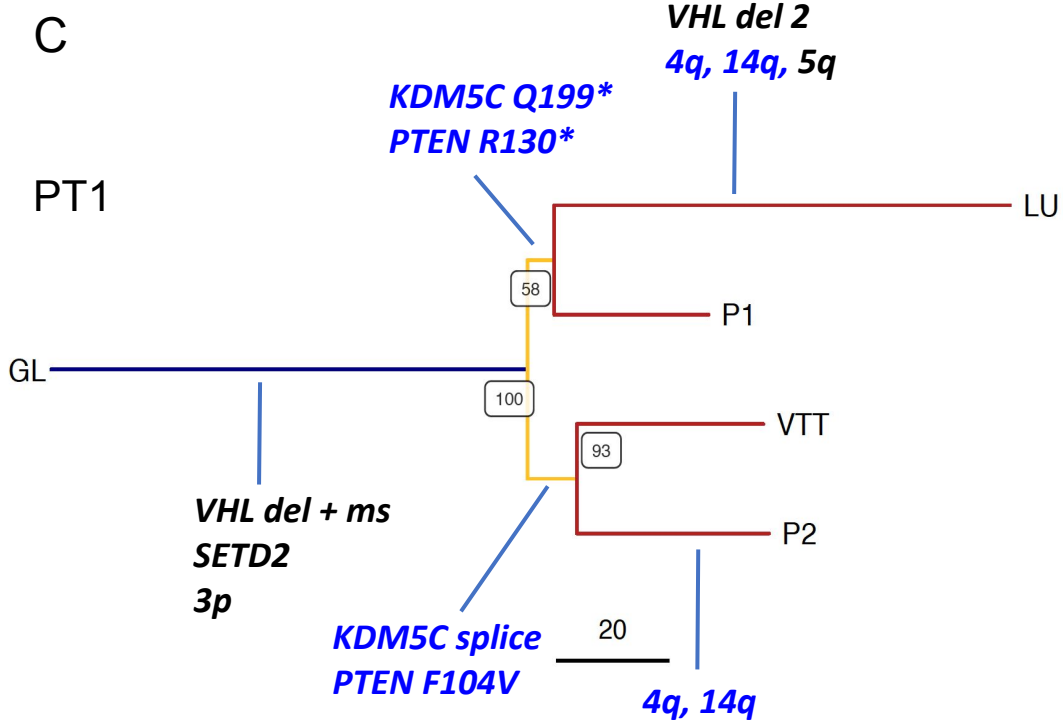 C
VHL del 2
4q, 14q, 5q
KDM5C Q199*
PTEN R130*
PT1
LU
58
P1
GL
100
VTT
93
P2
VHL del + ms
SETD2
3p
20
KDM5C splice
PTEN F104V
4q, 14q